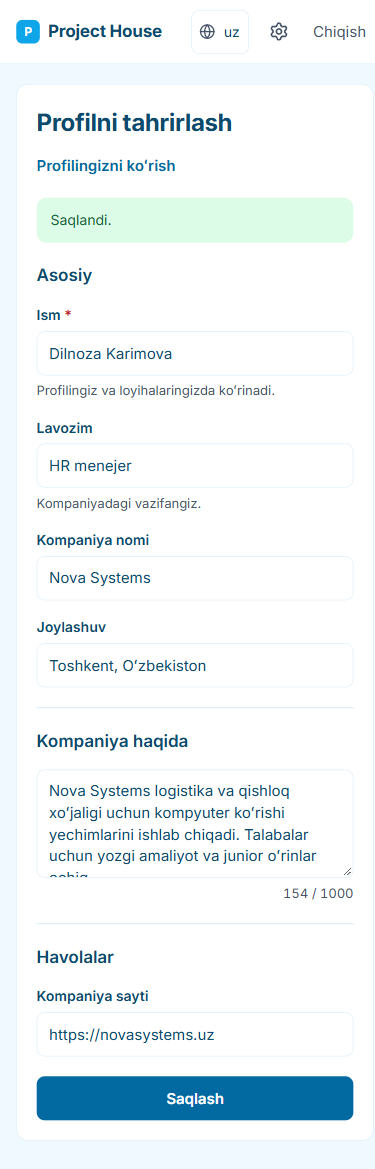 P Project House uz Chiqish
Profilni tahrirlash
Profilingizni koʻrish
Saqlandi.
Asosiy
Ism *
Dilnoza Karimova
Profilingiz va loyihalaringizda koʻrinadi.
Lavozim
HR menejer
Kompaniyadagi vazifangiz.
Kompaniya nomi
Nova Systems
Joylashuv
Toshkent, Oʻzbekiston
Kompaniya haqida
Nova Systems logistika va qishloq
xoʻjaligi uchun kompyuter koʻrishi
yechimlarini ishlab chiqadi. Talabalar
uchun yozgi amaliyot va junior oʻrinlar
154 / 1000
Havolalar
Kompaniya sayti
https://novasystems.uz
Saqlash